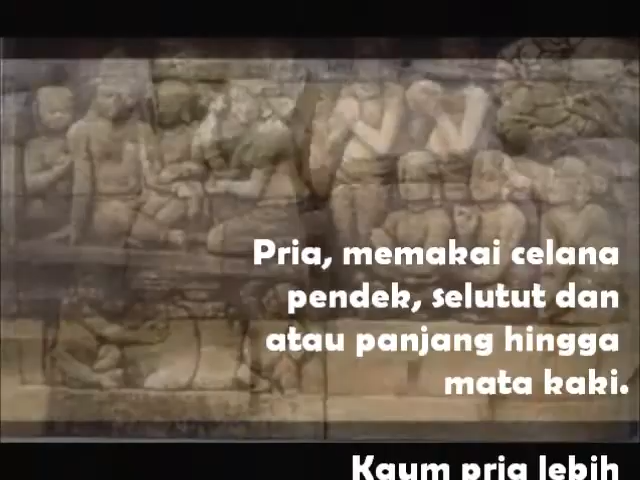 Pria, memakai celana
pendek, selutut dan
atau panjang hingga
mata kaki.
Kaum pria lebih